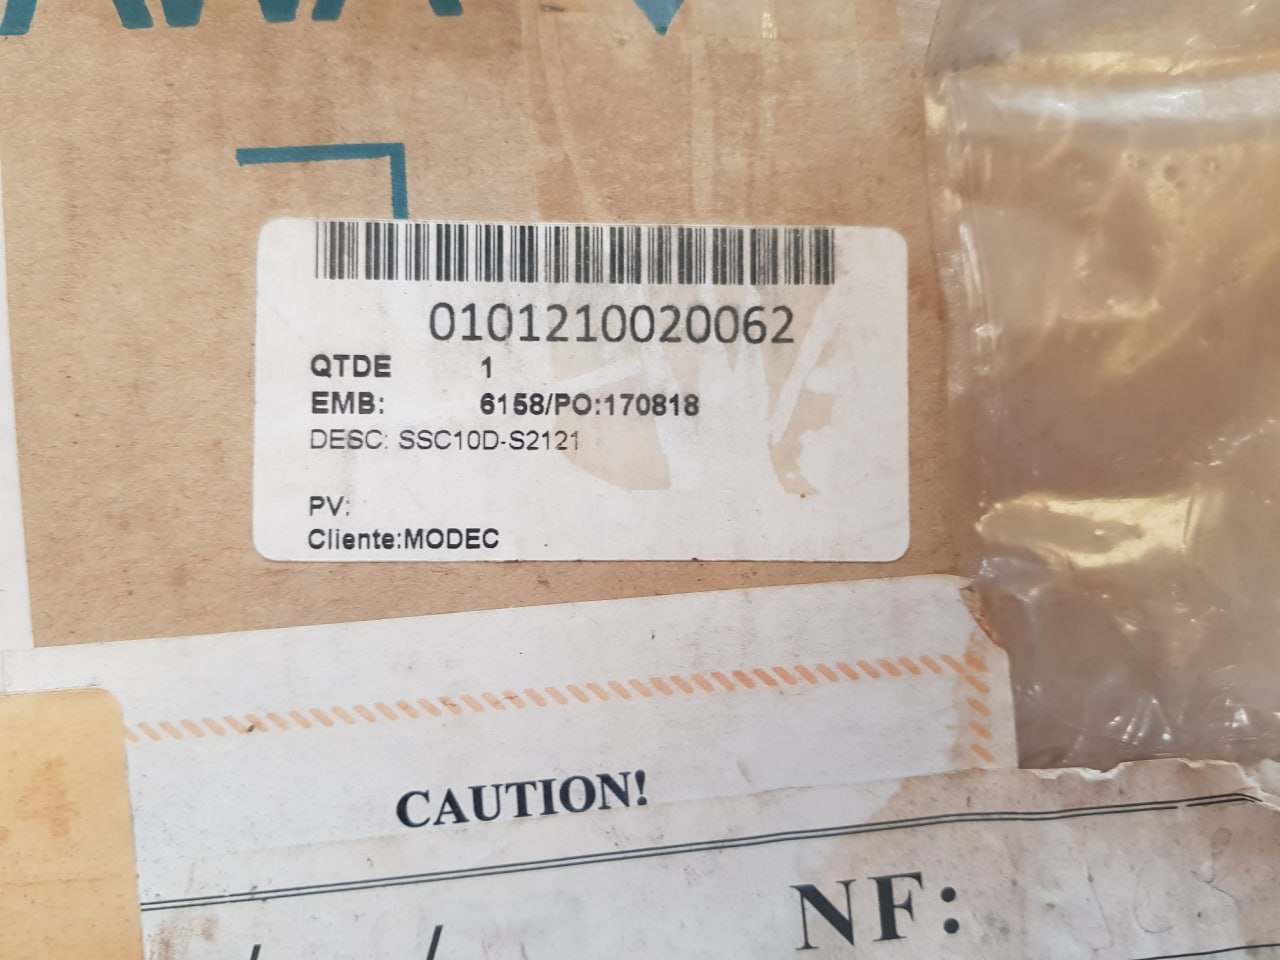 0101210020062
QTDE 1
EMB: 6158/PO:170818
DESC: SSC10D-S2121
PV:
Cliente:MODEC
CAUTION!
NF: